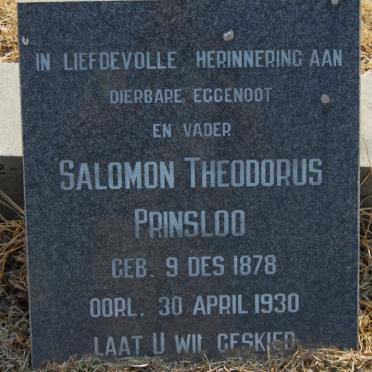 IN LIEFDEVOLLE HERINNERING AAN
DIERBARE EGGENOOT
EN VADER
SALOMON THEODORUS
PRINSLOO
GEB. 9 DES 1878
OORL. 30 APRIL 1930
LAAT U WIL GESKIED